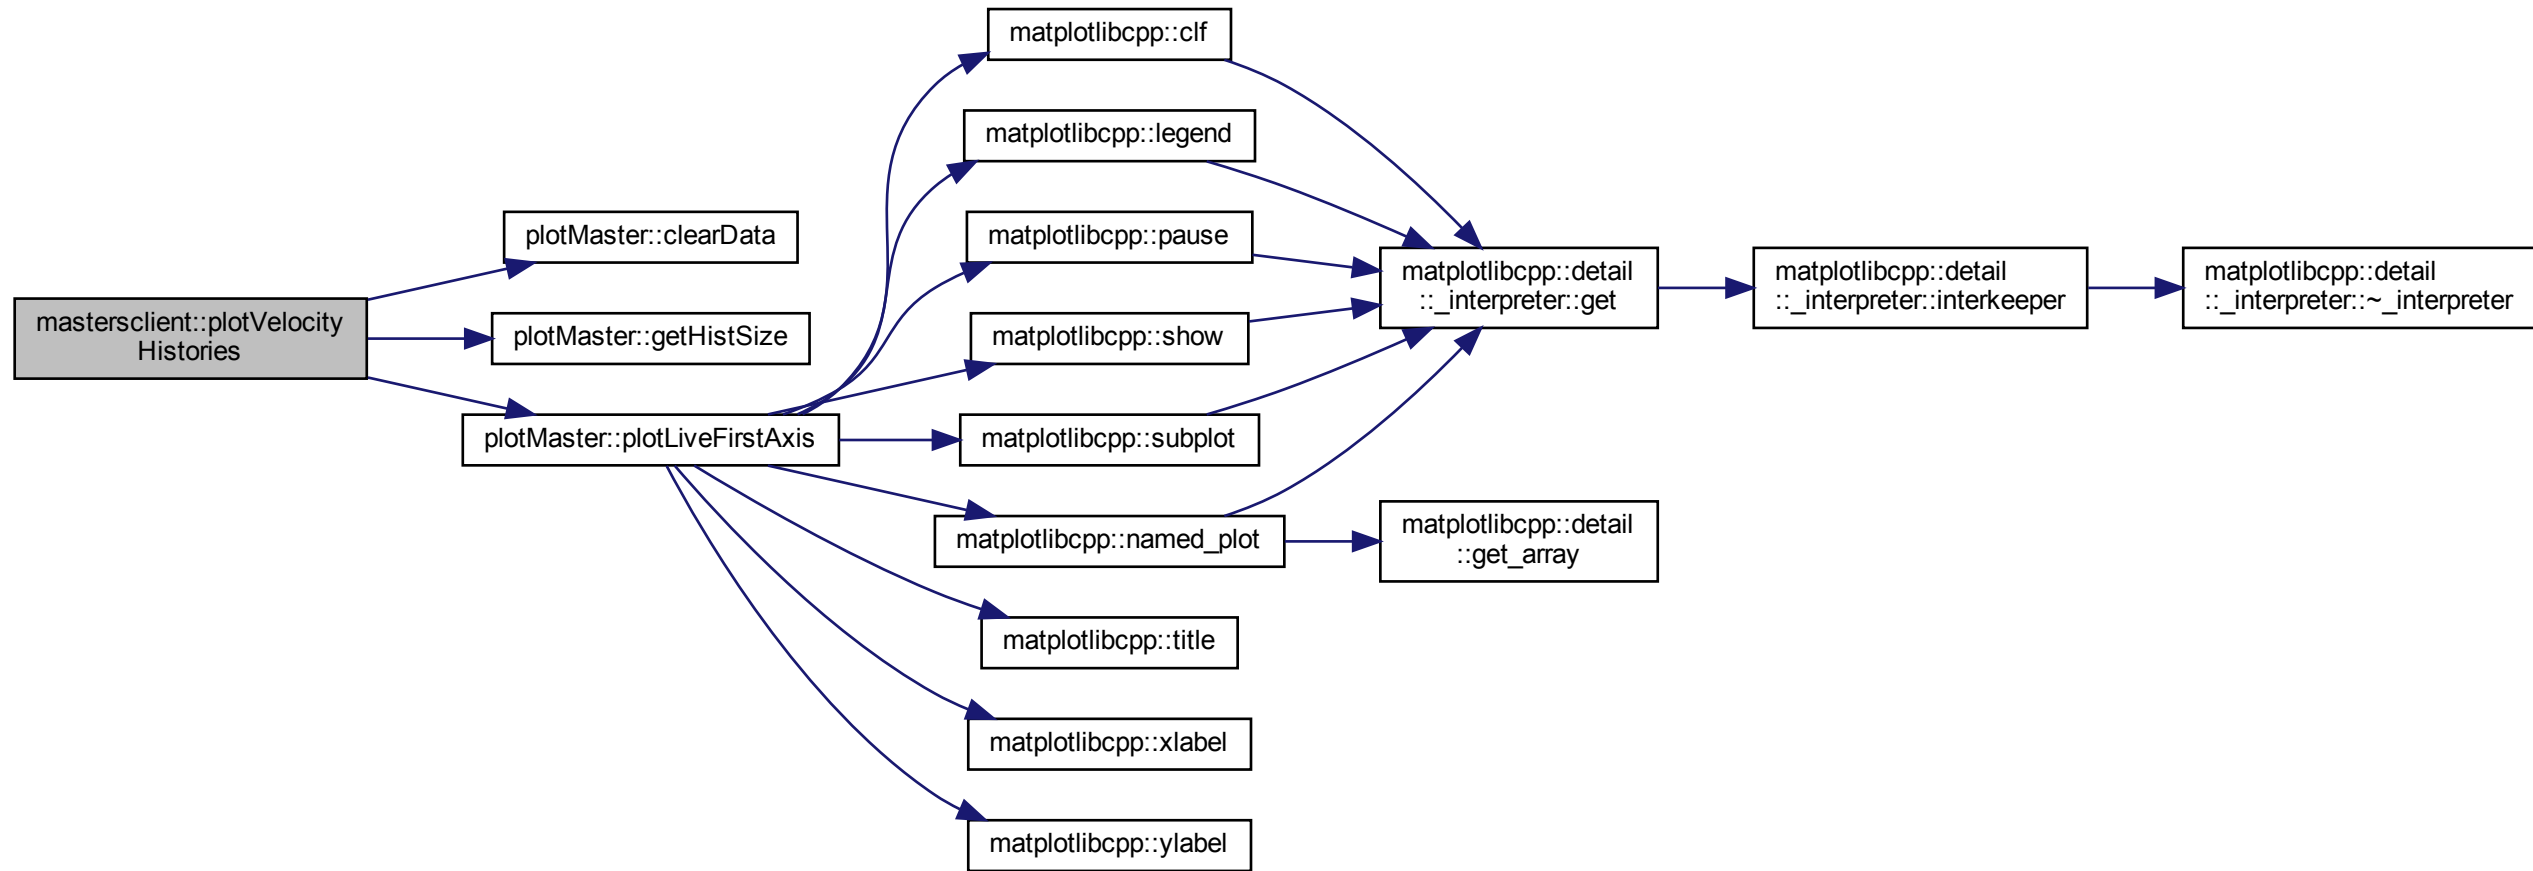 mastersclient::plotVelocity
Histories
plotMaster::clearData
plotMaster::getHistSize
plotMaster::plotLiveFirstAxis
matplotlibcpp::clf
matplotlibcpp::legend
matplotlibcpp::pause
matplotlibcpp::show
matplotlibcpp::subplot
matplotlibcpp::named_plot
matplotlibcpp::title
matplotlibcpp::xlabel
matplotlibcpp::ylabel
matplotlibcpp::detail
::_interpreter::get
matplotlibcpp::detail
::get_array
matplotlibcpp::detail
::_interpreter::interkeeper
matplotlibcpp::detail
::_interpreter::~_interpreter